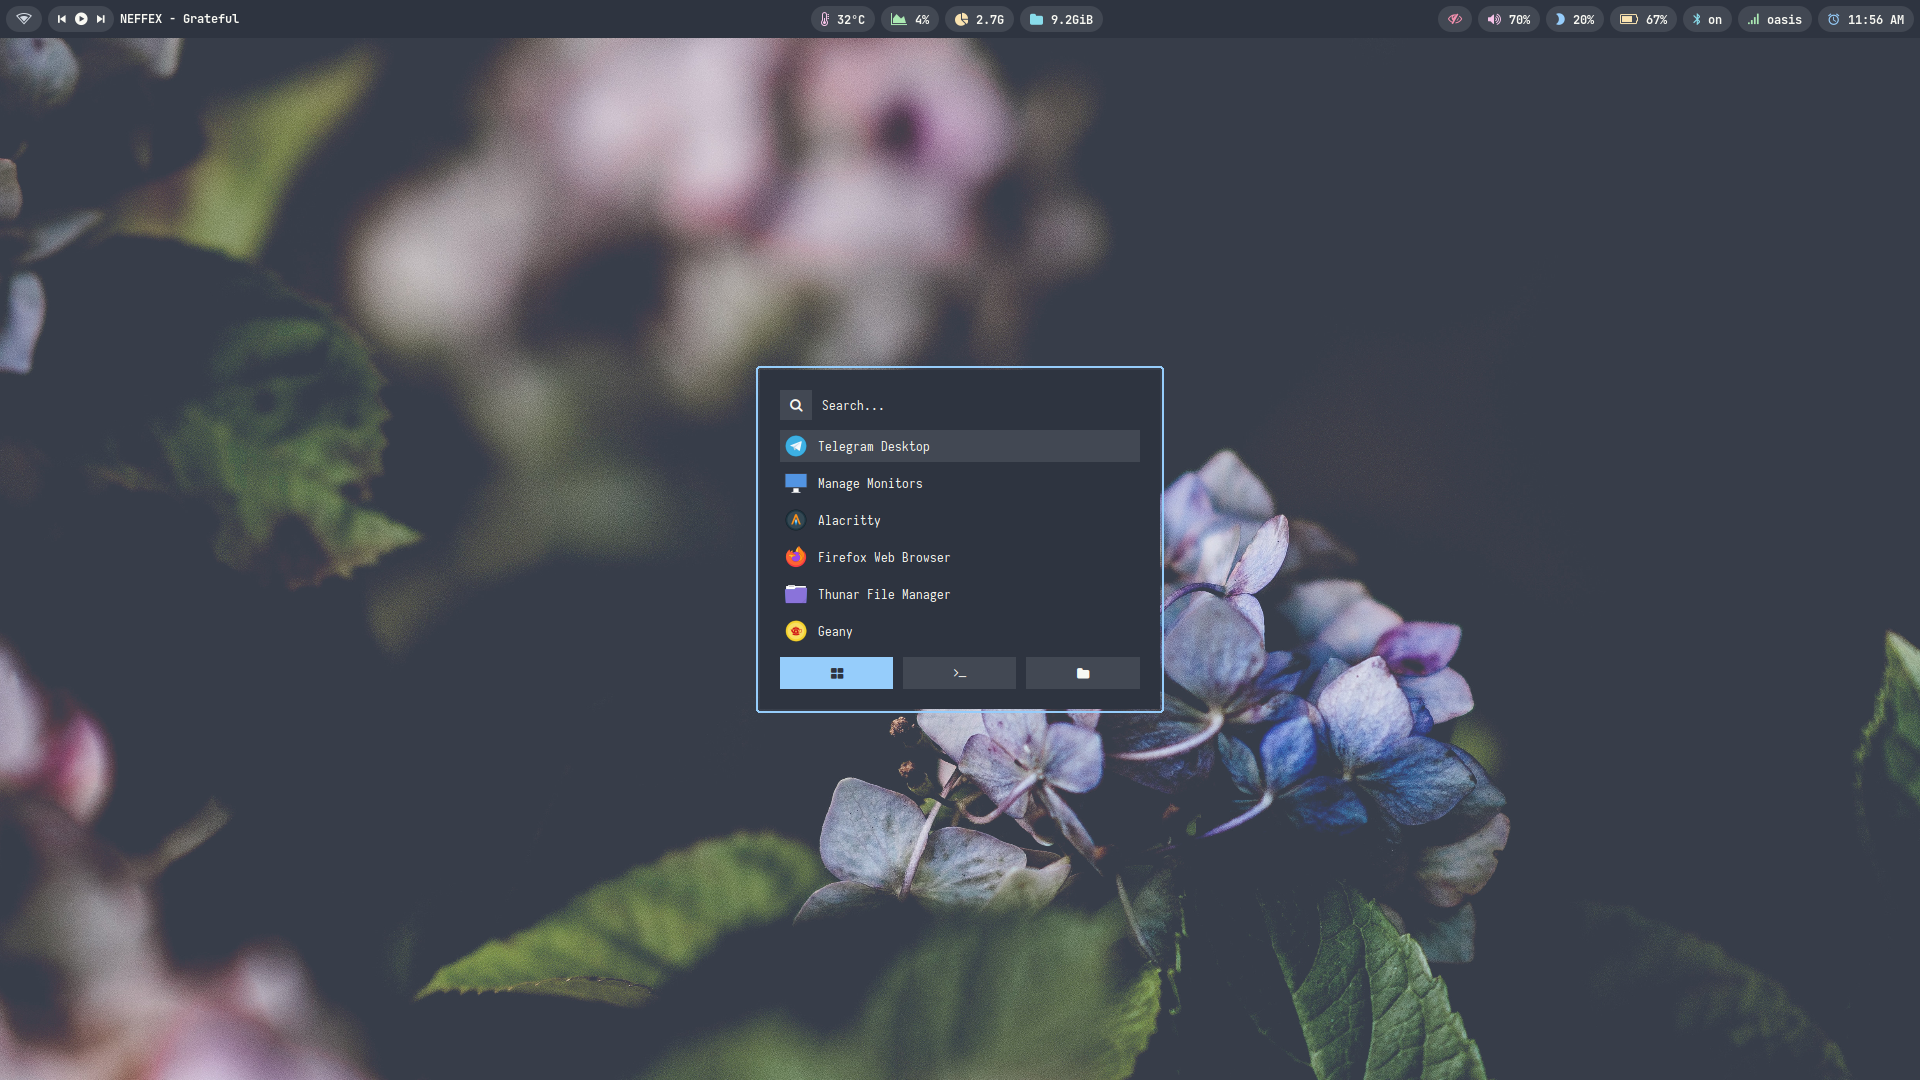 NEFFEX - Grateful
32°C
4%
2.7G
9.2GiB
70%
20%
67%
on
oasis
11:56 AM
Search...
Telegram Desktop
Manage Monitors
Alacritty
Firefox Web Browser
Thunar File Manager
Geany